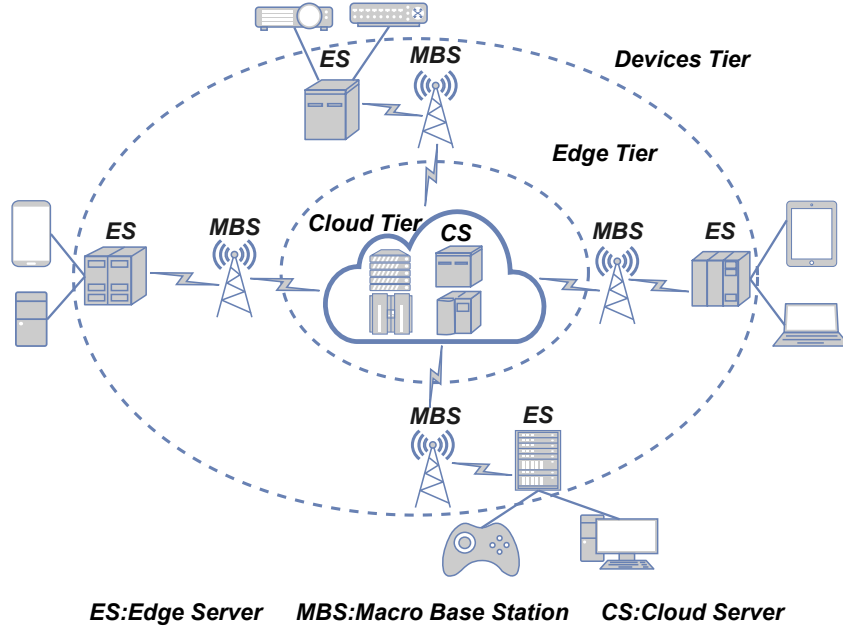 ES
MBS
Devices Tier
Edge Tier
Cloud Tier
CS
ES
MBS
MBS
ES
MBS
ES
ES:Edge Server MBS:Macro Base Station CS:Cloud Server